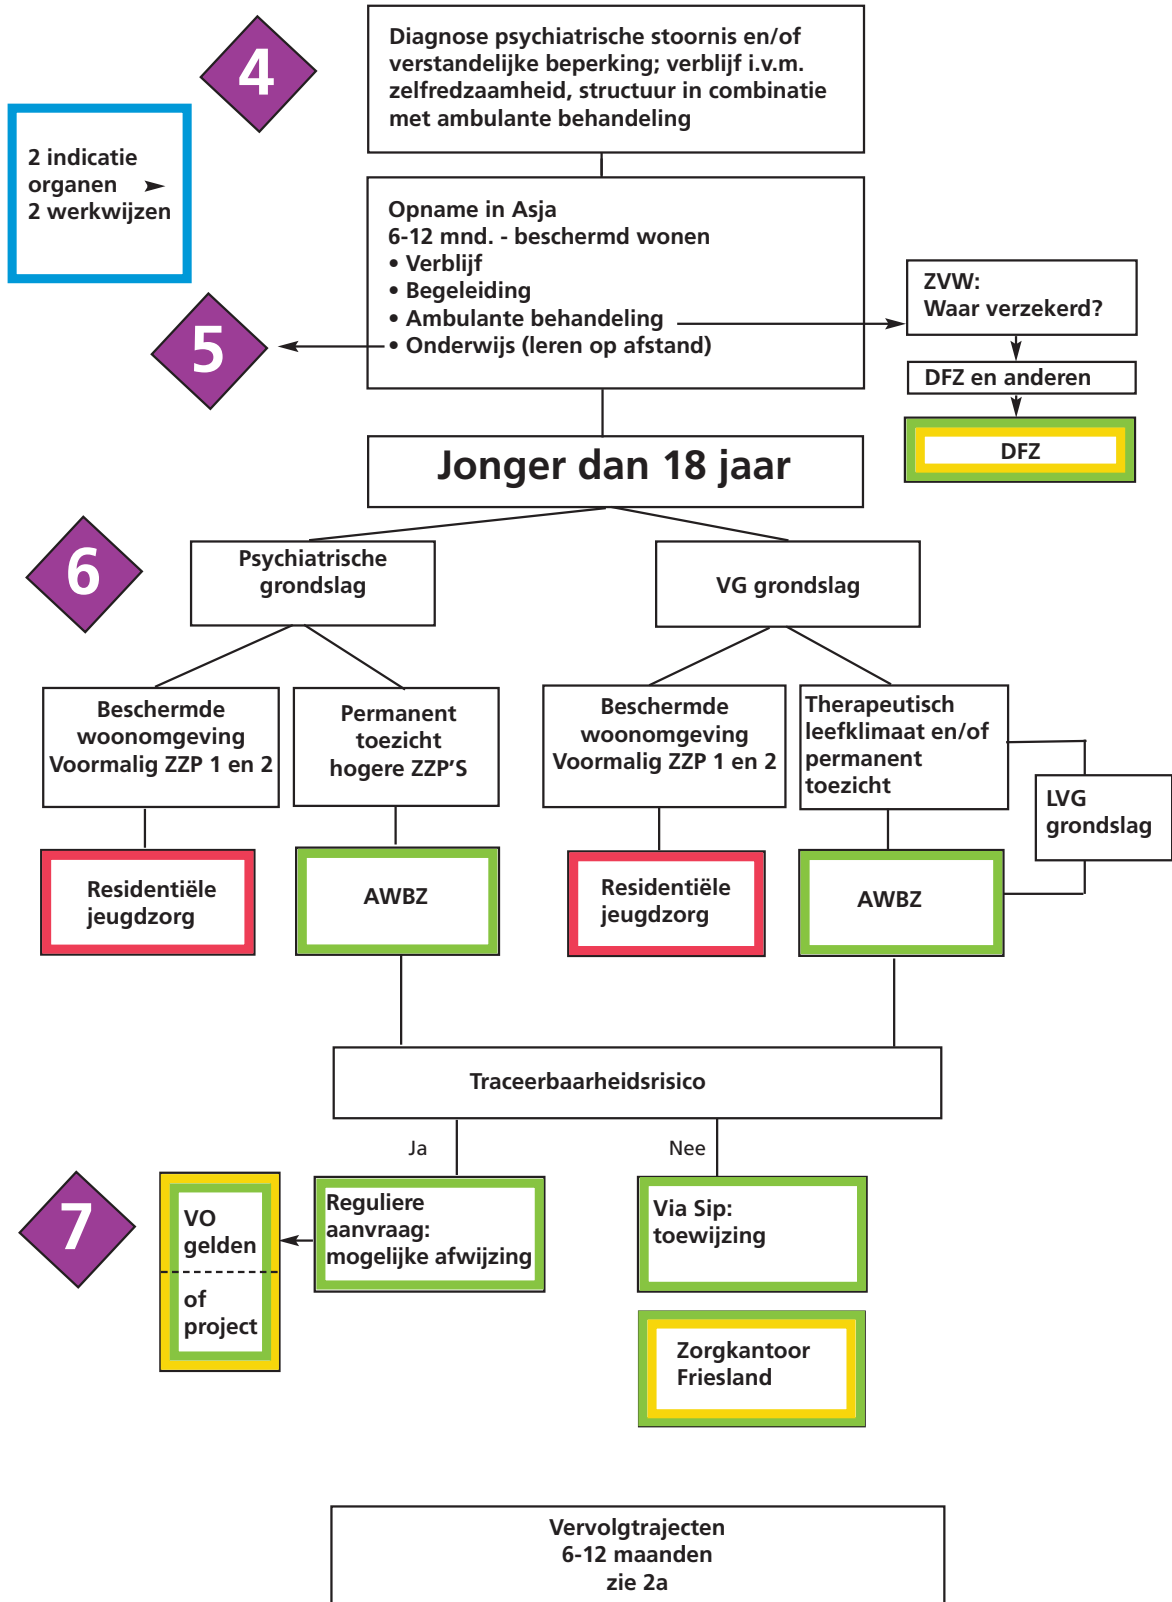 4
Diagnose psychiatrische stoornis en/of
verstandelijke beperking; verblijf i.v.m.
zelfredzaamheid, structuur in combinatie
met ambulante behandeling
2 indicatie
organen ➤
2 werkwijzen
Opname in Asja
6-12 mnd. - beschermd wonen
• Verblijf
• Begeleiding
• Ambulante behandeling
• Onderwijs (leren op afstand)
ZVW:
Waar verzekerd?
5
DFZ en anderen
DFZ
Jonger dan 18 jaar
6
Psychiatrische
grondslag
VG grondslag
Beschermde
woonomgeving
Voormalig ZZP 1 en 2
Permanent
toezicht
hogere ZZP'S
Beschermde
woonomgeving
Voormalig ZZP 1 en 2
Therapeutisch
leefklimaat en/of
permanent
toezicht
LVG
grondslag
Residentiële
jeugdzorg
AWBZ
Residentiële
jeugdzorg
AWBZ
Traceerbaarheidsrisico
Ja
Nee
7
VO
gelden
of
project
Reguliere
aanvraag:
mogelijke afwijzing
Via Sip:
toewijzing
Zorgkantoor
Friesland
Vervolgtrajecten
6-12 maanden
zie 2a